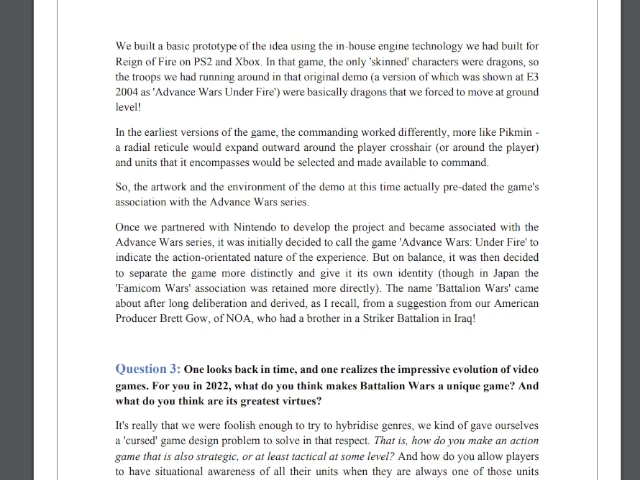 We built a basic prototype of the idea using the in-house engine technology we had built for
Reign of Fire on PS2 and Xbox. In that game, the only 'skinned' characters were dragons, so
the troops we had running around in that original demo (a version of which was shown at E3
2004 as 'Advance Wars Under Fire') were basically dragons that we forced to move at ground
level!
In the earliest versions of the game, the commanding worked differently, more like Pikmin -
a radial reticule would expand outward around the player crosshair (or around the player)
and units that it encompasses would be selected and made available to command.
So, the artwork and the environment of the demo at this time actually pre-dated the game's
association with the Advance Wars series.
Once we partnered with Nintendo to develop the project and became associated with the
Advance Wars series, it was initially decided to call the game 'Advance Wars: Under Fire' to
indicate the action-orientated nature of the experience. But on balance, it was then decided
to separate the game more distinctly and give it its own identity (though in Japan the
'Famicom Wars' association was retained more directly). The name 'Battalion Wars' came
about after long deliberation and derived, as I recall, from a suggestion from our American
Producer Brett Gow, of NOA, who had a brother in a Striker Battalion in Iraq!
Question 3: One looks back in time, and one realizes the impressive evolution of video
games. For you in 2022, what do you think makes Battalion Wars a unique game? And
what do you think are its greatest virtues?
It's really that we were foolish enough to try to hybridise genres, we kind of gave ourselves
a 'cursed' game design problem to solve in that respect. That is, how do you make an action
game that is also strategic, or at least tactical at some level? And how do you allow players
to have situational awareness of all their units when they are always one of those units